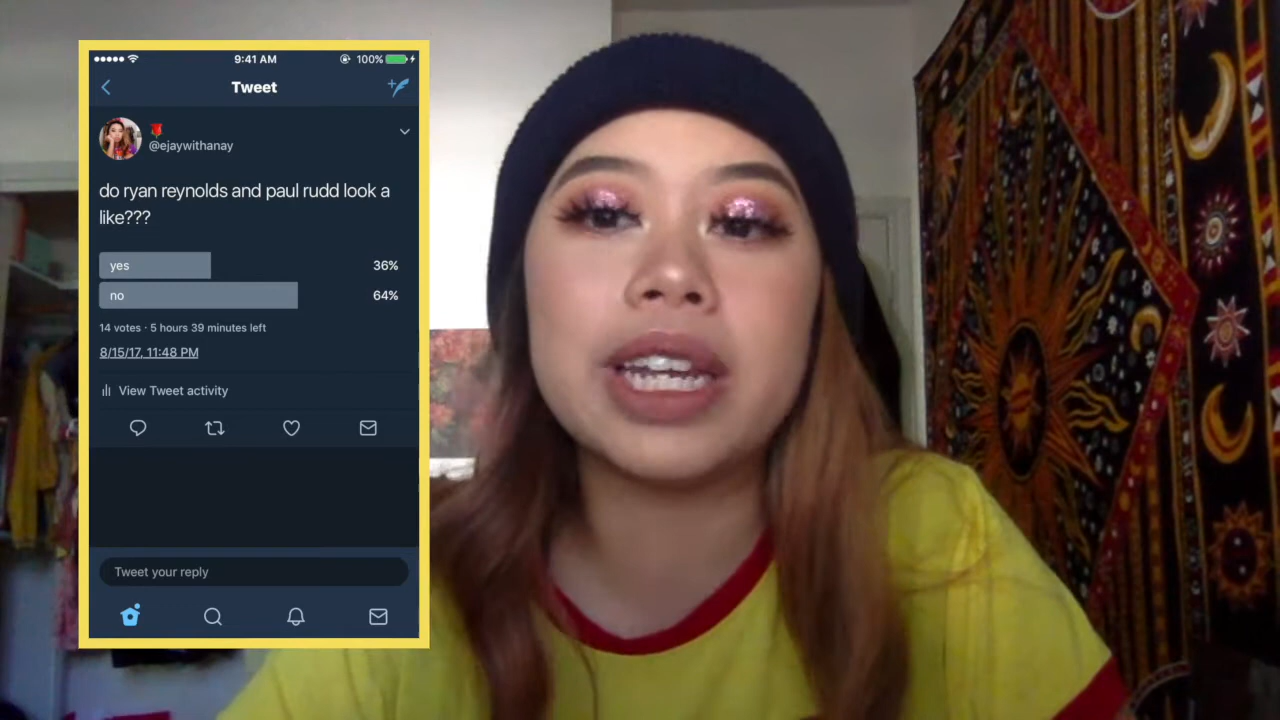 9:41 AM
100%
Tweet
@ejaywithanay
do ryan reynolds and paul rudd look a
like???
yes 36%
no 64%
14 votes · 5 hours 39 minutes left
8/15/17, 11:48 PM
View Tweet activity
Tweet your reply